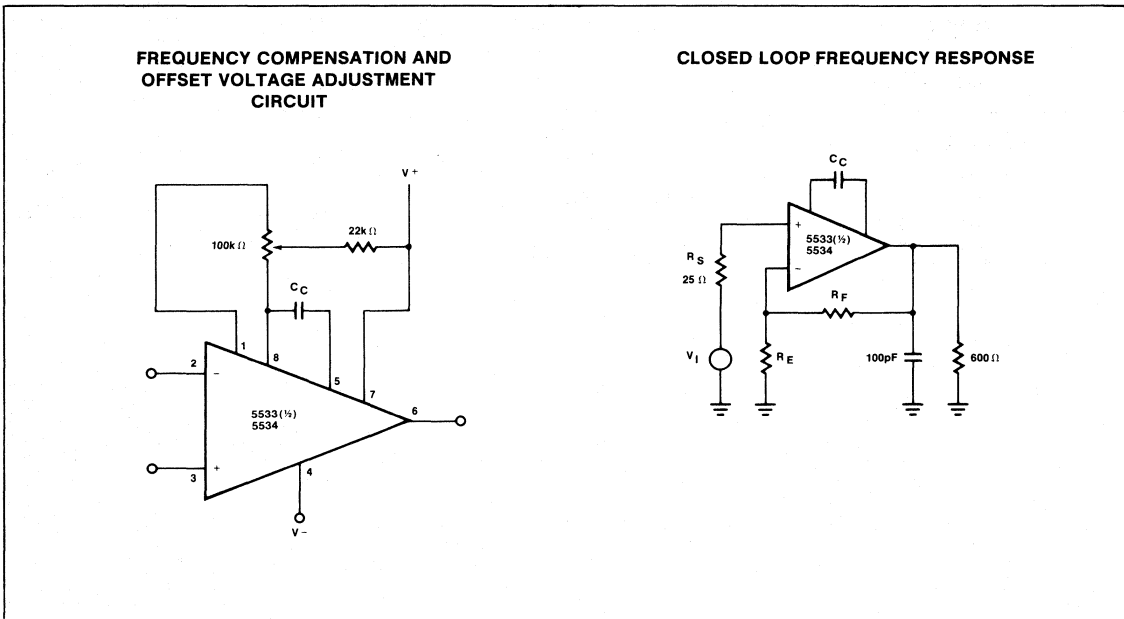 FREQUENCY COMPENSATION AND
OFFSET VOLTAGE ADJUSTMENT
CIRCUIT
V+
100k Ω
22k Ω
CC
1
8
5
7
2
−
5533(½)
5534
6
3
+
4
V−
CLOSED LOOP FREQUENCY RESPONSE
CC
+
5533(½)
5534
−
RS
25 Ω
RF
VI
RE
100pF
600Ω